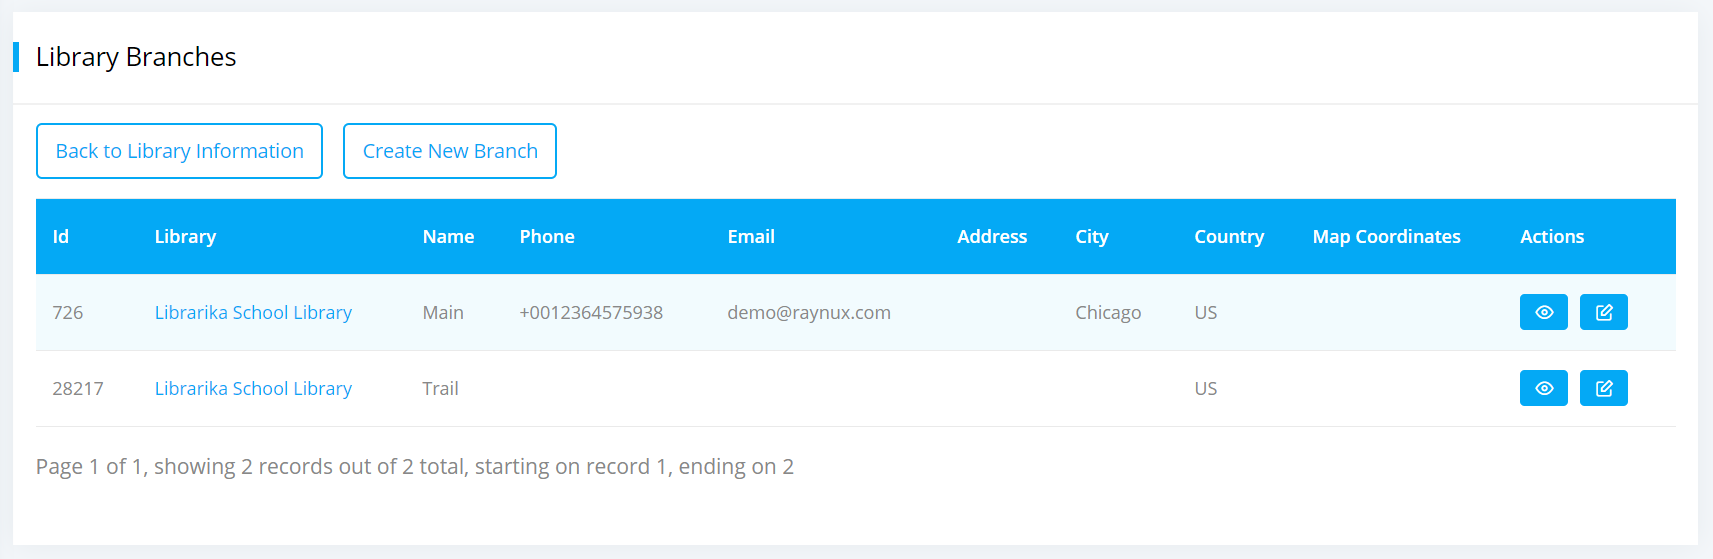 Library Branches
Back to Library Information Create New Branch
Id Library Name Phone Email Address City Country Map Coordinates Actions
726 Librarika School Library Main +0012364575938 demo@raynux.com Chicago US
28217 Librarika School Library Trail US
Page 1 of 1, showing 2 records out of 2 total, starting on record 1, ending on 2